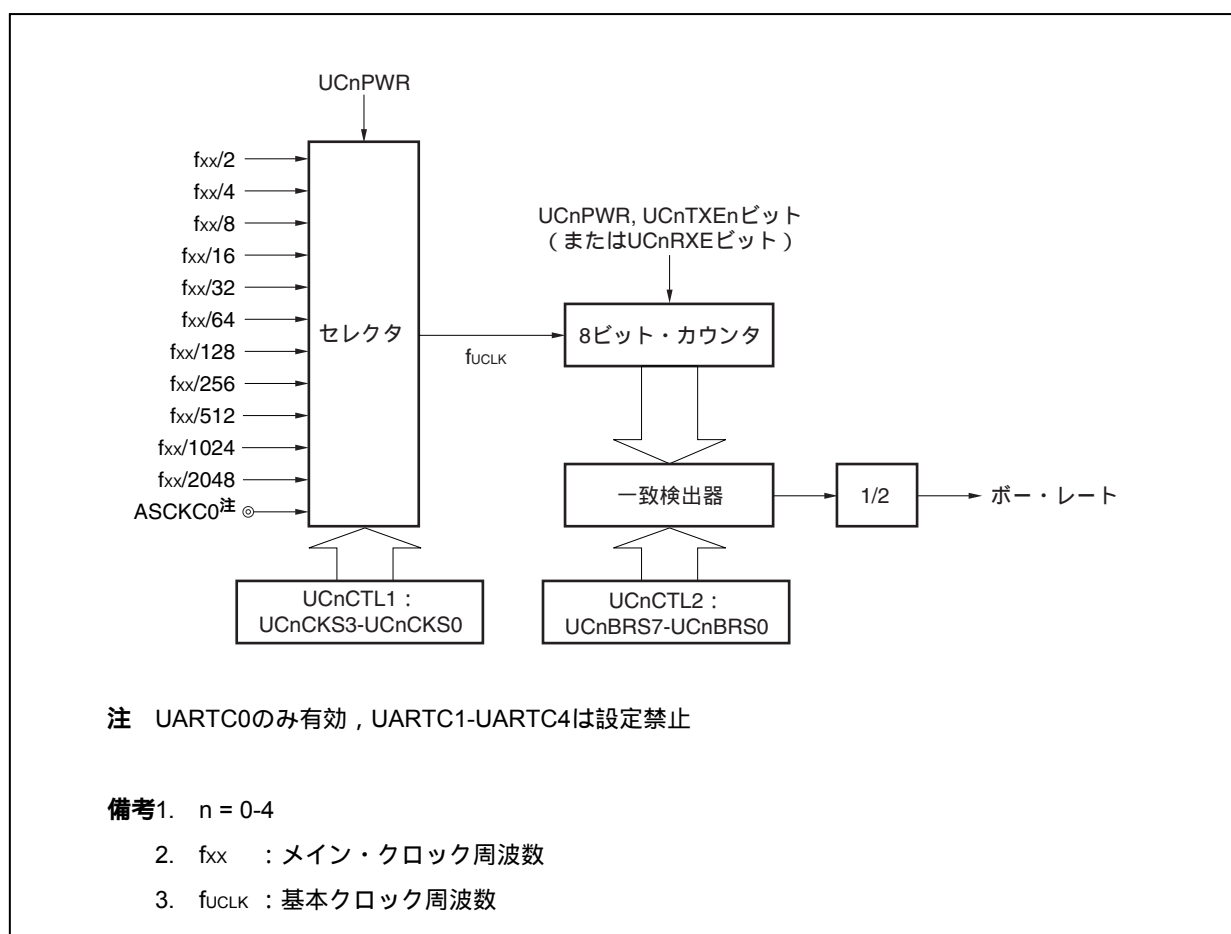 UCnPWR
fxx/2
fxx/4
fxx/8
fxx/16
fxx/32
fxx/64
fxx/128
fxx/256
fxx/512
fxx/1024
fxx/2048
ASCKC0注
セレクタ
fUCLK
UCnPWR, UCnTXEnビット
（またはUCnRXEビット）
8ビット・カウンタ
一致検出器
1/2
ボー・レート
UCnCTL1：
UCnCKS3-UCnCKS0
UCnCTL2：
UCnBRS7-UCnBRS0
注 UARTC0のみ有効，UARTC1-UARTC4は設定禁止
備考1. n = 0-4
2. fxx ：メイン・クロック周波数
3. fUCLK ：基本クロック周波数